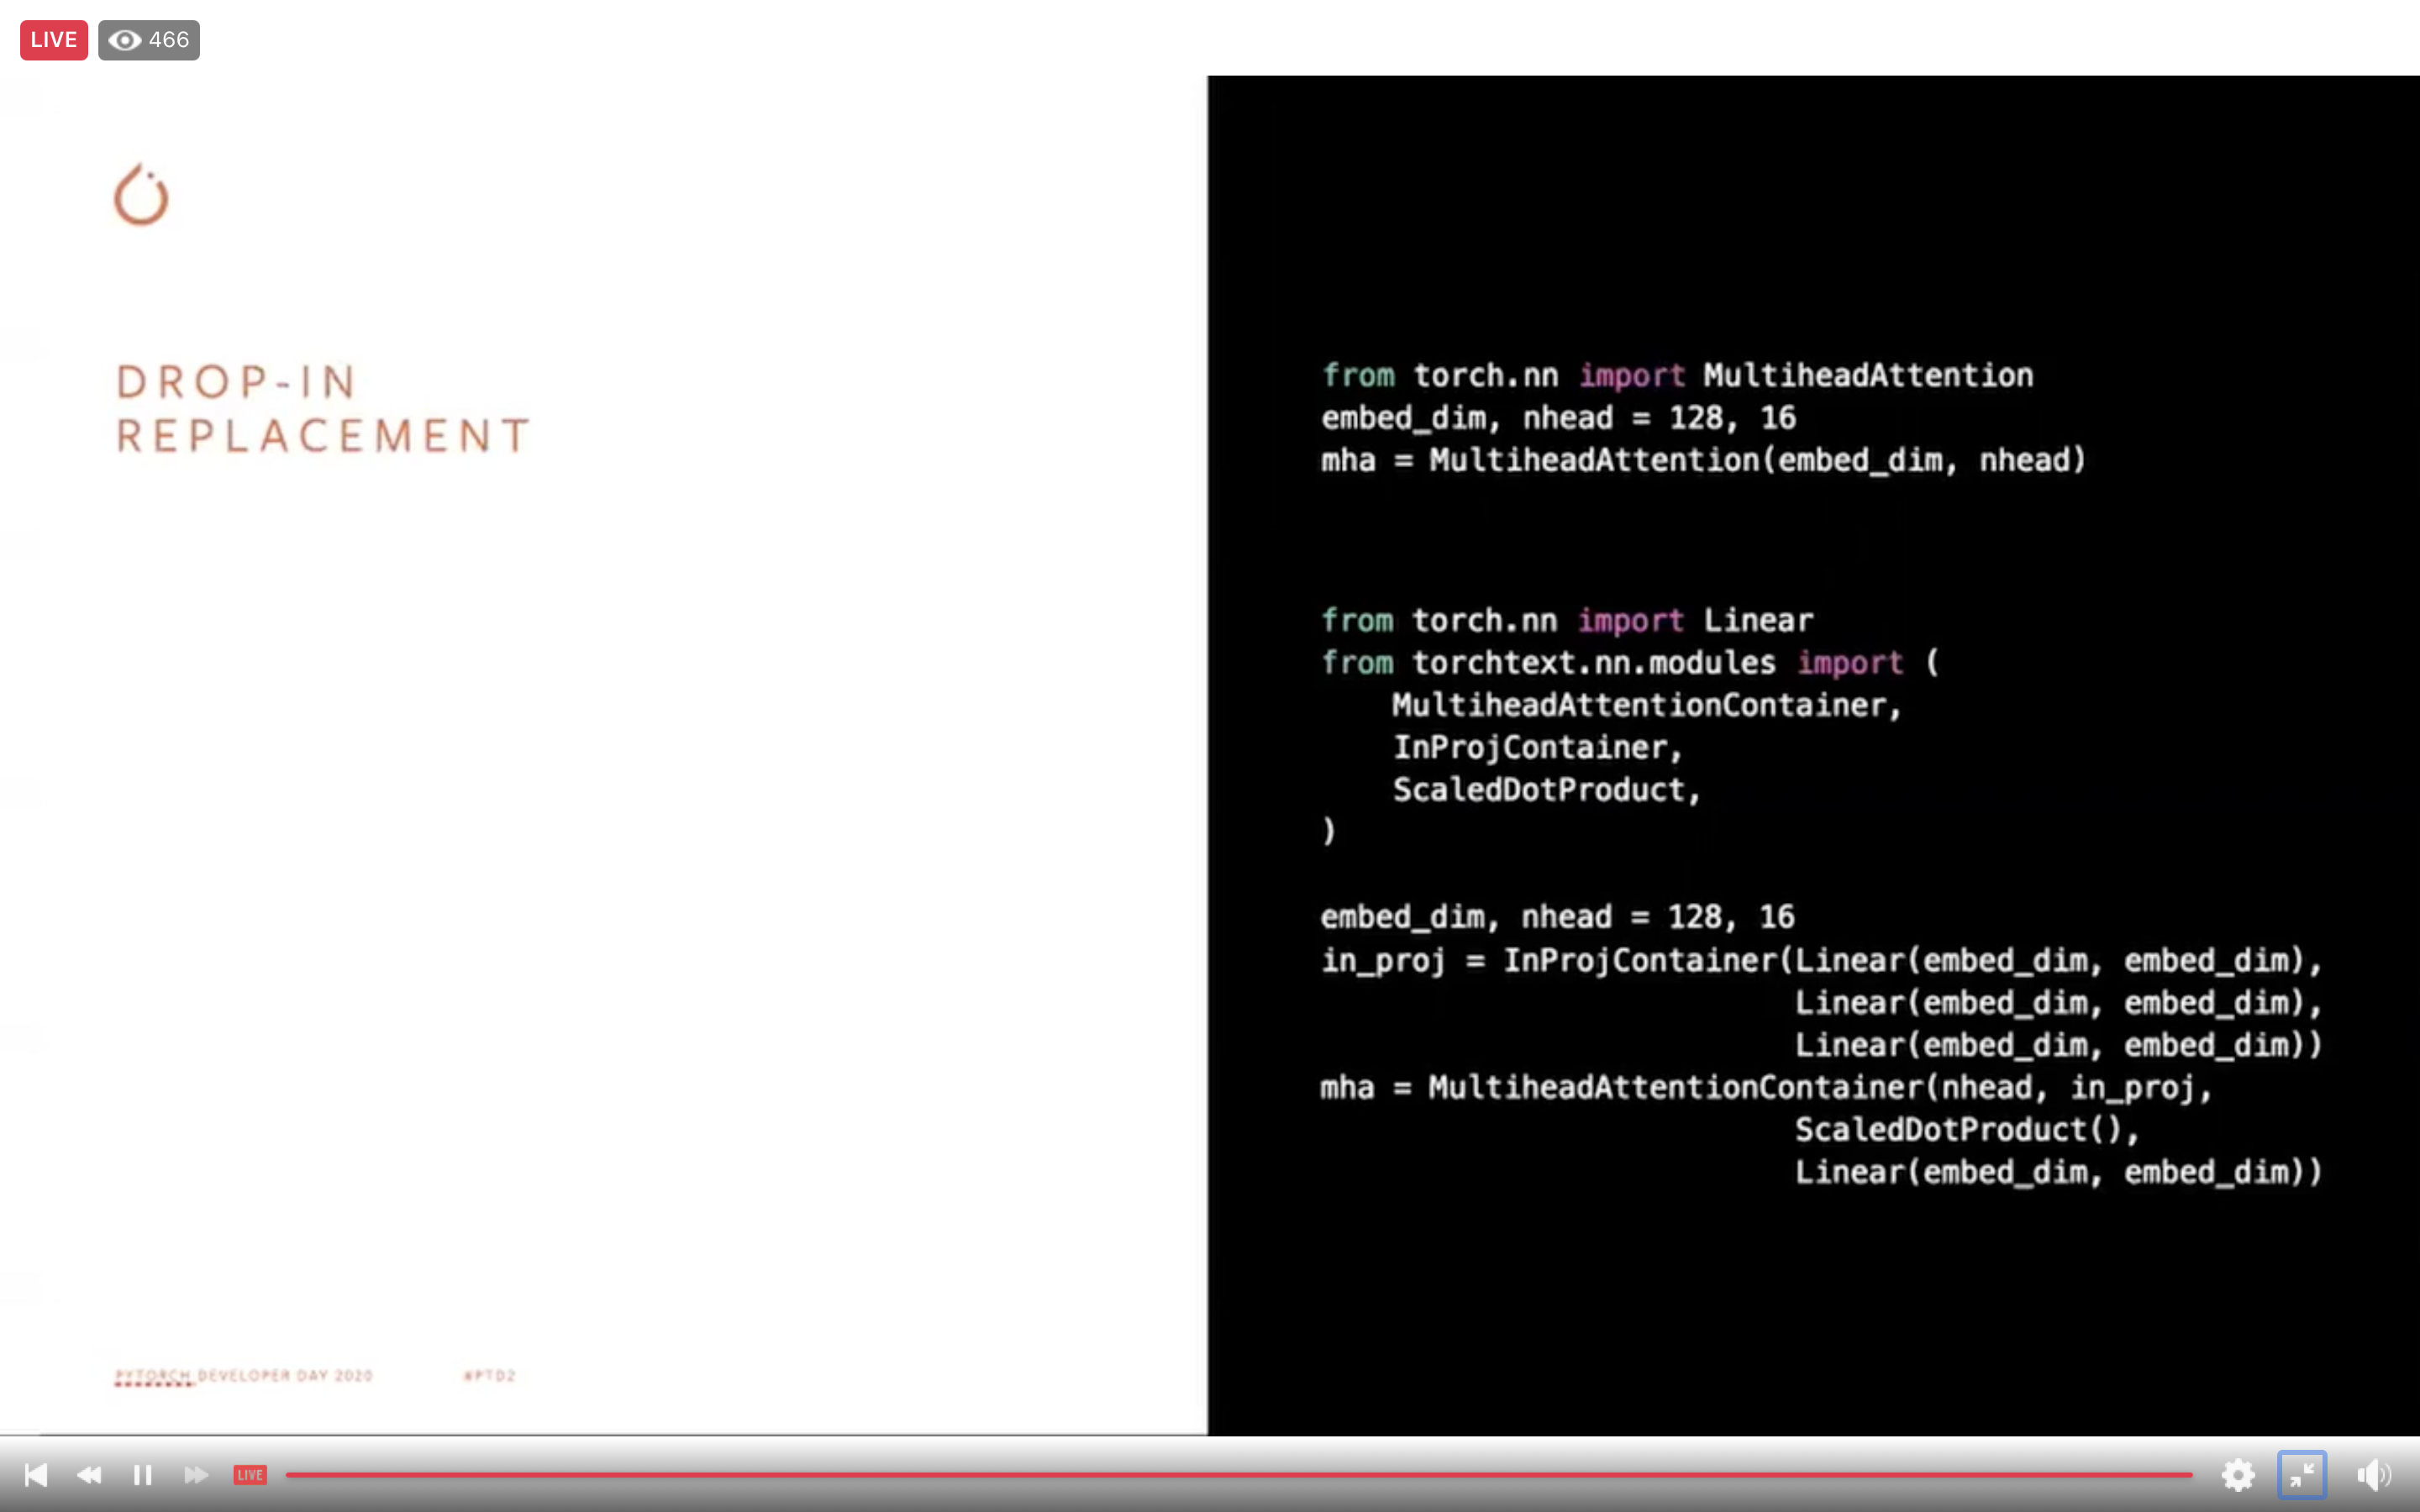 LIVE 466
DROP-IN
REPLACEMENT
from torch.nn import MultiheadAttention
embed_dim, nhead = 128, 16
mha = MultiheadAttention(embed_dim, nhead)
from torch.nn import Linear
from torchtext.nn.modules import (
    MultiheadAttentionContainer,
    InProjContainer,
    ScaledDotProduct,
)
embed_dim, nhead = 128, 16
in_proj = InProjContainer(Linear(embed_dim, embed_dim),
                          Linear(embed_dim, embed_dim),
                          Linear(embed_dim, embed_dim))
mha = MultiheadAttentionContainer(nhead, in_proj,
                          ScaledDotProduct(),
                          Linear(embed_dim, embed_dim))
PYTORCH DEVELOPER DAY 2020 #PTD2
LIVE